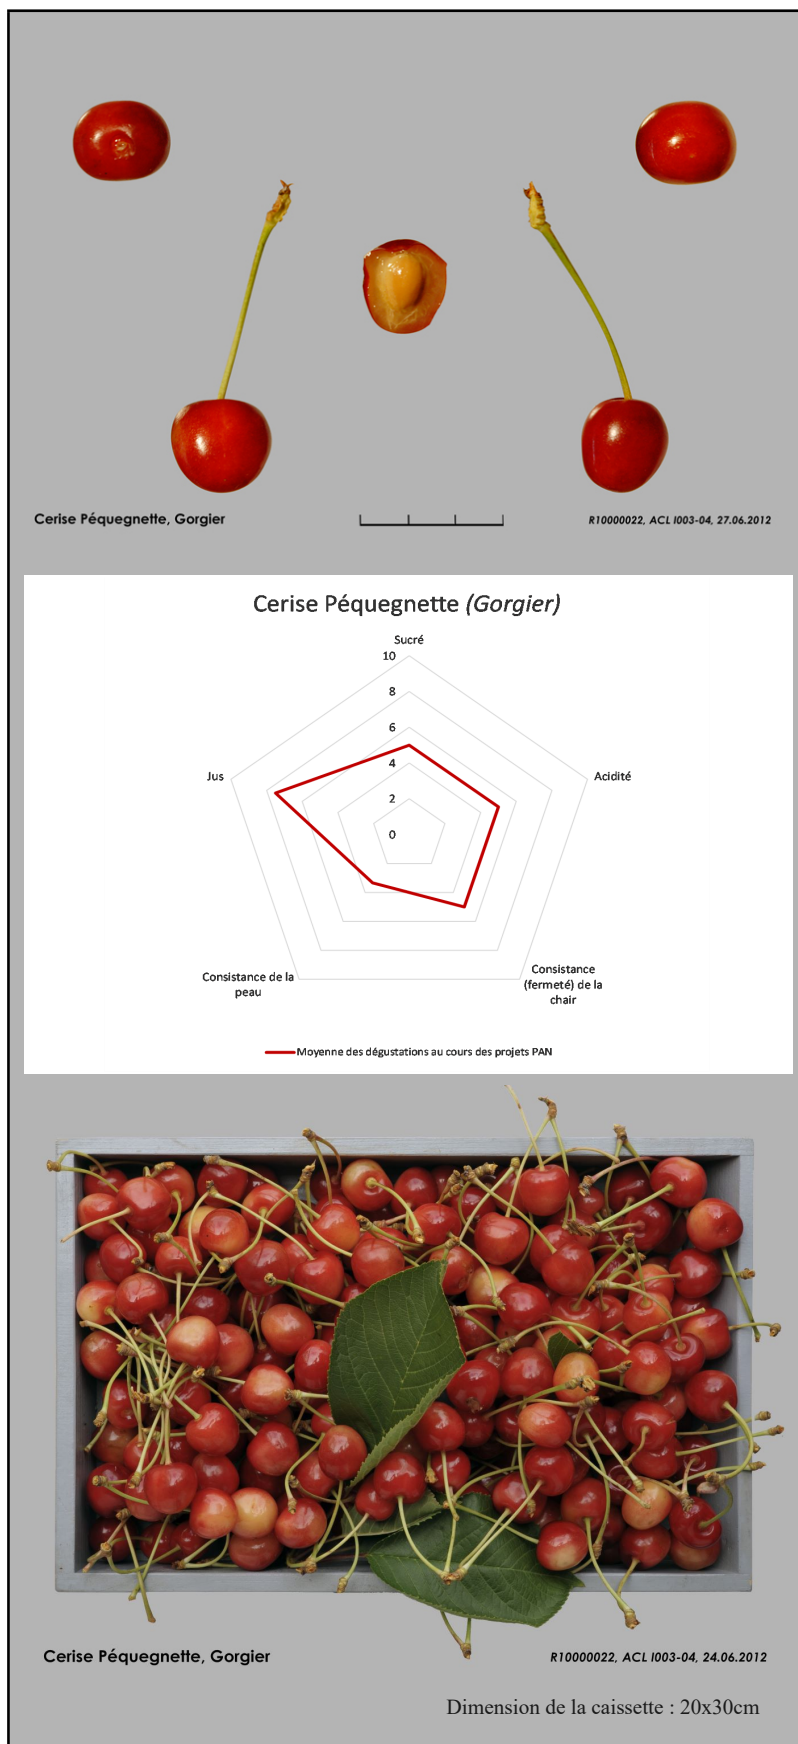 Cerise Péquegnette, Gorgier
R10000022, ACL I003-04, 27.06.2012
Cerise Péquegnette (Gorgier)
Sucré
10
8
6
4
2
0
Jus
Acidité
Consistance de la
peau
Consistance
(fermeté) de la
chair
Moyenne des dégustations au cours des projets PAN
Cerise Péquegnette, Gorgier
R10000022, ACL I003-04, 24.06.2012
Dimension de la caissette : 20x30cm